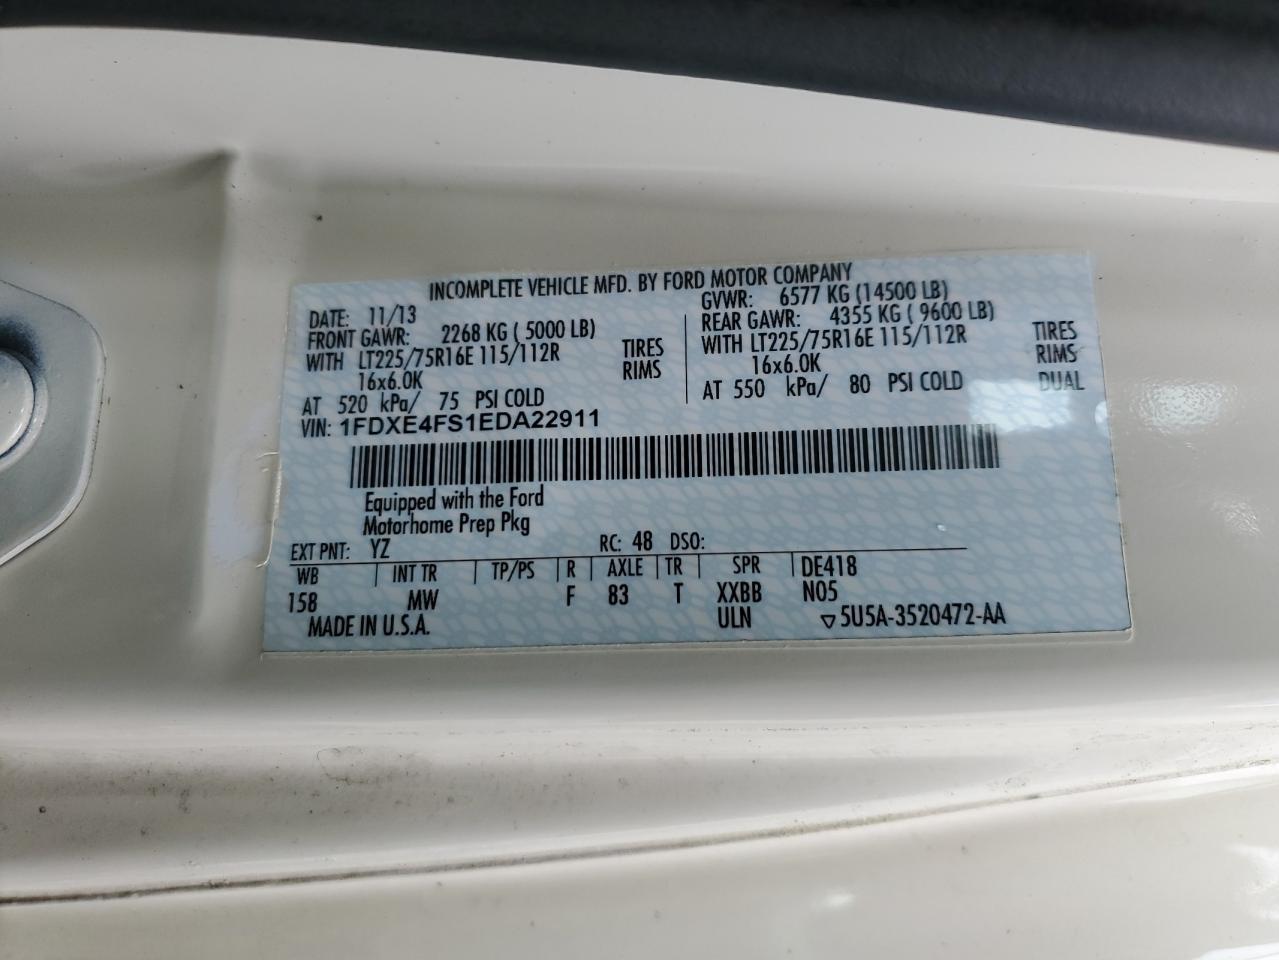 INCOMPLETE VEHICLE MFD. BY FORD MOTOR COMPANY
DATE: 11/13
FRONT GAWR: 2268 KG ( 5000 LB)
WITH LT225/75R16E 115/112R TIRES
16x6.0K RIMS
AT 520 kPa/ 75 PSI COLD
GVWR: 6577 KG (14500 LB)
REAR GAWR: 4355 KG ( 9600 LB)
WITH LT225/75R16E 115/112R TIRES
16x6.0K RIMS
AT 550 kPa/ 80 PSI COLD DUAL
VIN: 1FDXE4FS1EDA22911
Equipped with the Ford
Motorhome Prep Pkg
EXT PNT: YZ RC: 48 DSO:
WB INT TR TP/PS R AXLE TR SPR DE418
158 MW F 83 T XXBB N05
MADE IN U.S.A. ULN ▽5U5A-3520472-AA